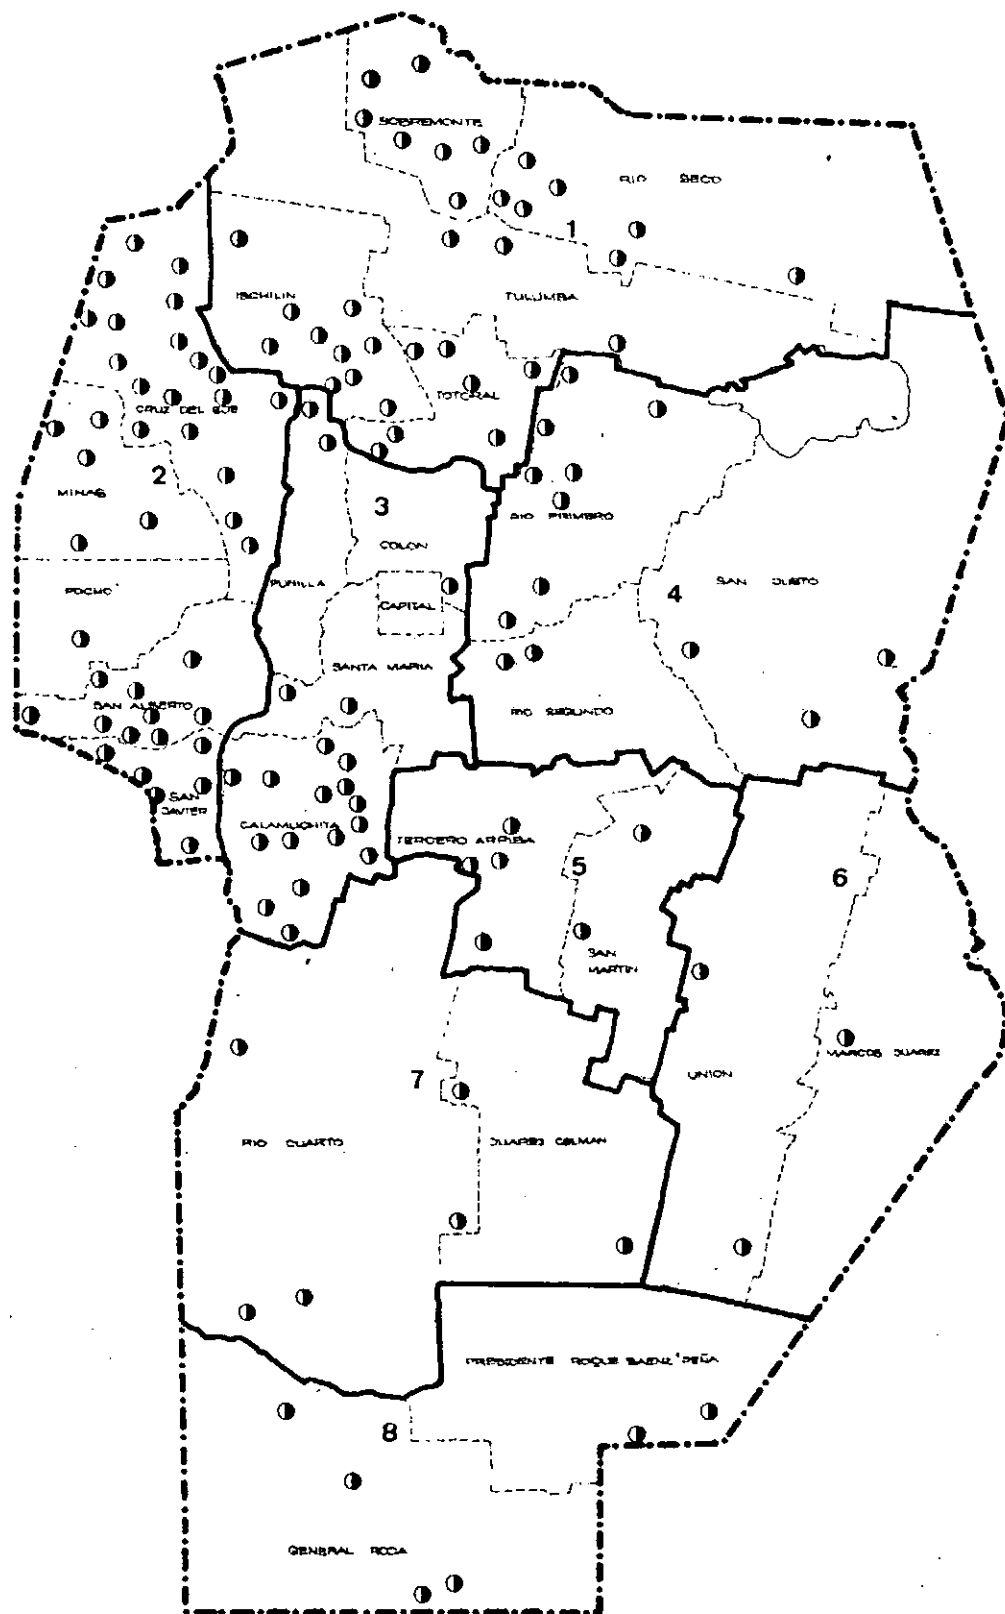 SOBREMONTE
RIO SECO
1
ISCHILIN
TULUMBA
TOTORAL
CRUZ DEL EJE
2
MINAS
3
RIO PRIMERO
COLON
POCHO
PUNILLA
SAN JUSTO
4
CAPITAL
SANTA MARIA
SAN ALBERTO
RIO SEGUNDO
SAN
JAVIER
CALAMUCHITA
TERCERO ARRIBA
5
6
SAN
MARTIN
MARCOS JUAREZ
UNION
7
RIO CUARTO
JUAREZ CELMAN
PRESIDENTE ROQUE SAENZ PEÑA
8
GENERAL ROCA